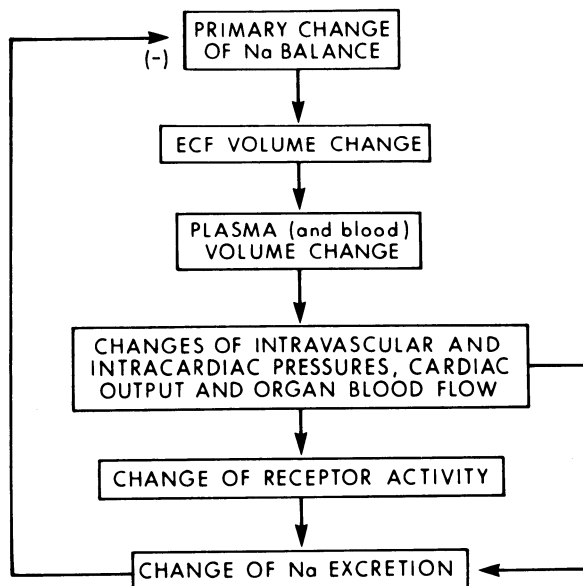 PRIMARY CHANGE
OF Na BALANCE
(-)
ECF VOLUME CHANGE
PLASMA (and blood)
VOLUME CHANGE
CHANGES OF INTRAVASCULAR AND
INTRACARDIAC PRESSURES, CARDIAC
OUTPUT AND ORGAN BLOOD FLOW
CHANGE OF RECEPTOR ACTIVITY
CHANGE OF Na EXCRETION